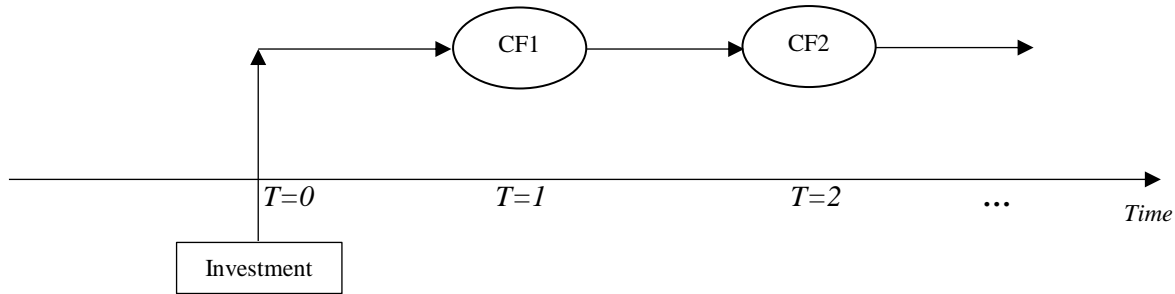 CF1
CF2
T=0
T=1
T=2
...
Time
Investment